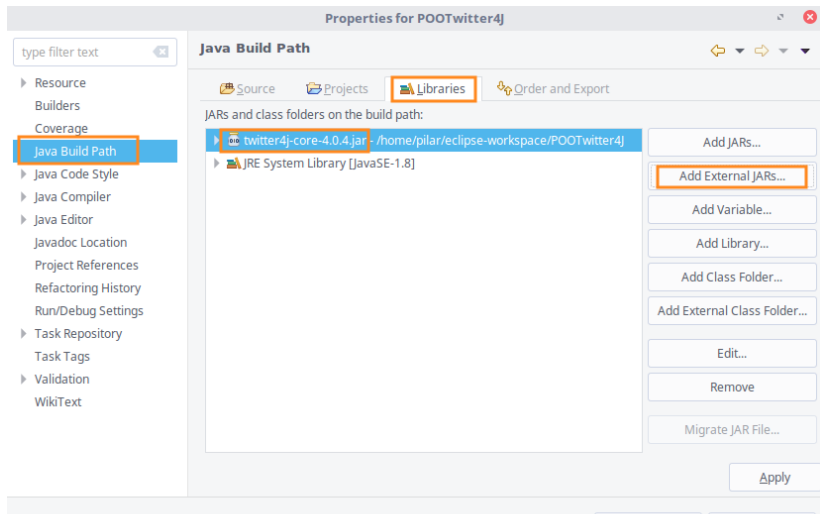 Properties for POOTwitter4J
type filter text
Java Build Path
Resource
Builders
Coverage
Java Build Path
Java Code Style
Java Compiler
Java Editor
Javadoc Location
Project References
Refactoring History
Run/Debug Settings
Task Repository
Task Tags
Validation
WikiText
Source
Projects
Libraries
Order and Export
JARs and class folders on the build path:
twitter4j-core-4.0.4.jar - /home/pilar/eclipse-workspace/POOTwitter4J
JRE System Library [JavaSE-1.8]
Add JARs...
Add External JARs...
Add Variable...
Add Library...
Add Class Folder...
Add External Class Folder...
Edit...
Remove
Migrate JAR File...
Apply